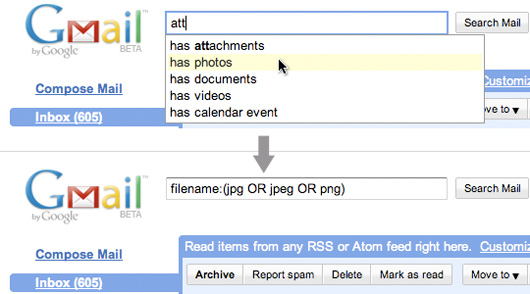 Gmail™
by Google BETA
att
Search Mail
has attachments
has photos
has documents
has videos
has calendar event
Compose Mail
Customiz
Inbox (605)
ove to ▼
Gmail™
by Google BETA
filename:(jpg OR jpeg OR png)
Search Mail
Compose Mail
Read items from any RSS or Atom feed right here. Customiz
Inbox (605)
Archive Report spam Delete Mark as read Move to ▼